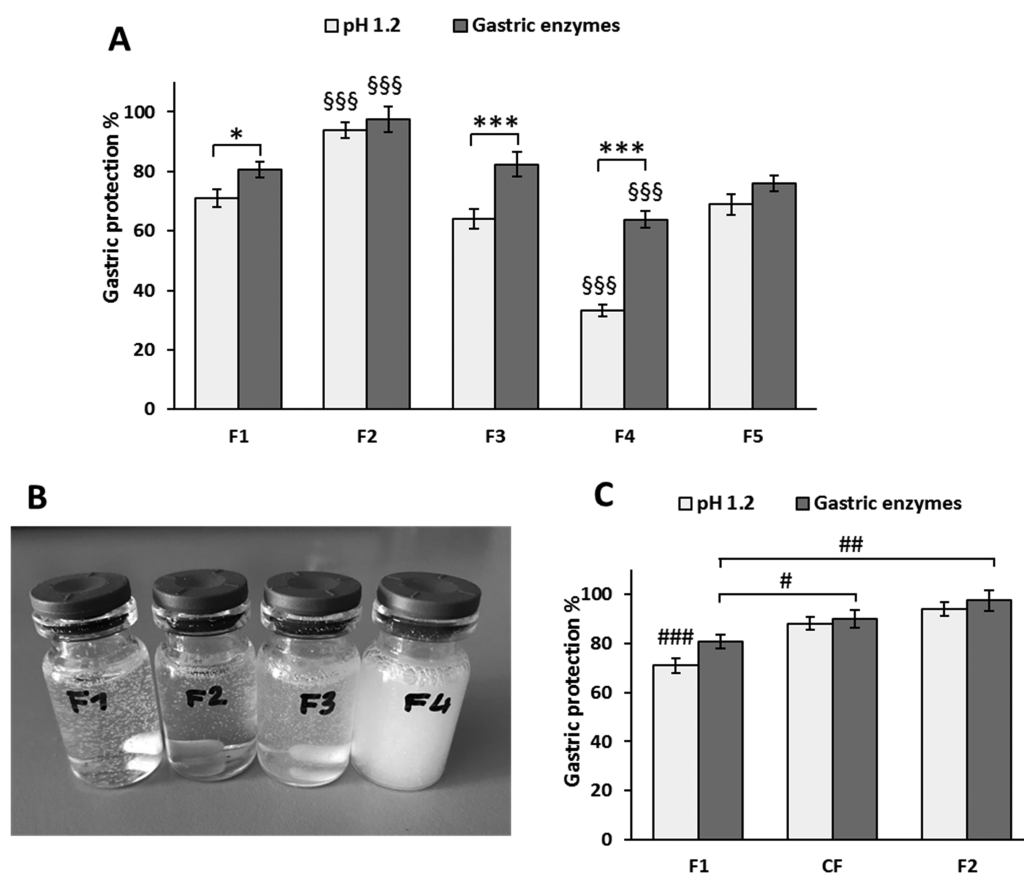 A
pH 1.2 Gastric enzymes
Gastric protection %
100
80
60
40
20
0
* §§§ §§§ *** *** §§§ §§§
F1 F2 F3 F4 F5
B
F1 F2 F3 F4
C
pH 1.2 Gastric enzymes
Gastric protection %
100
80
60
40
20
0
##
#
###
F1 CF F2